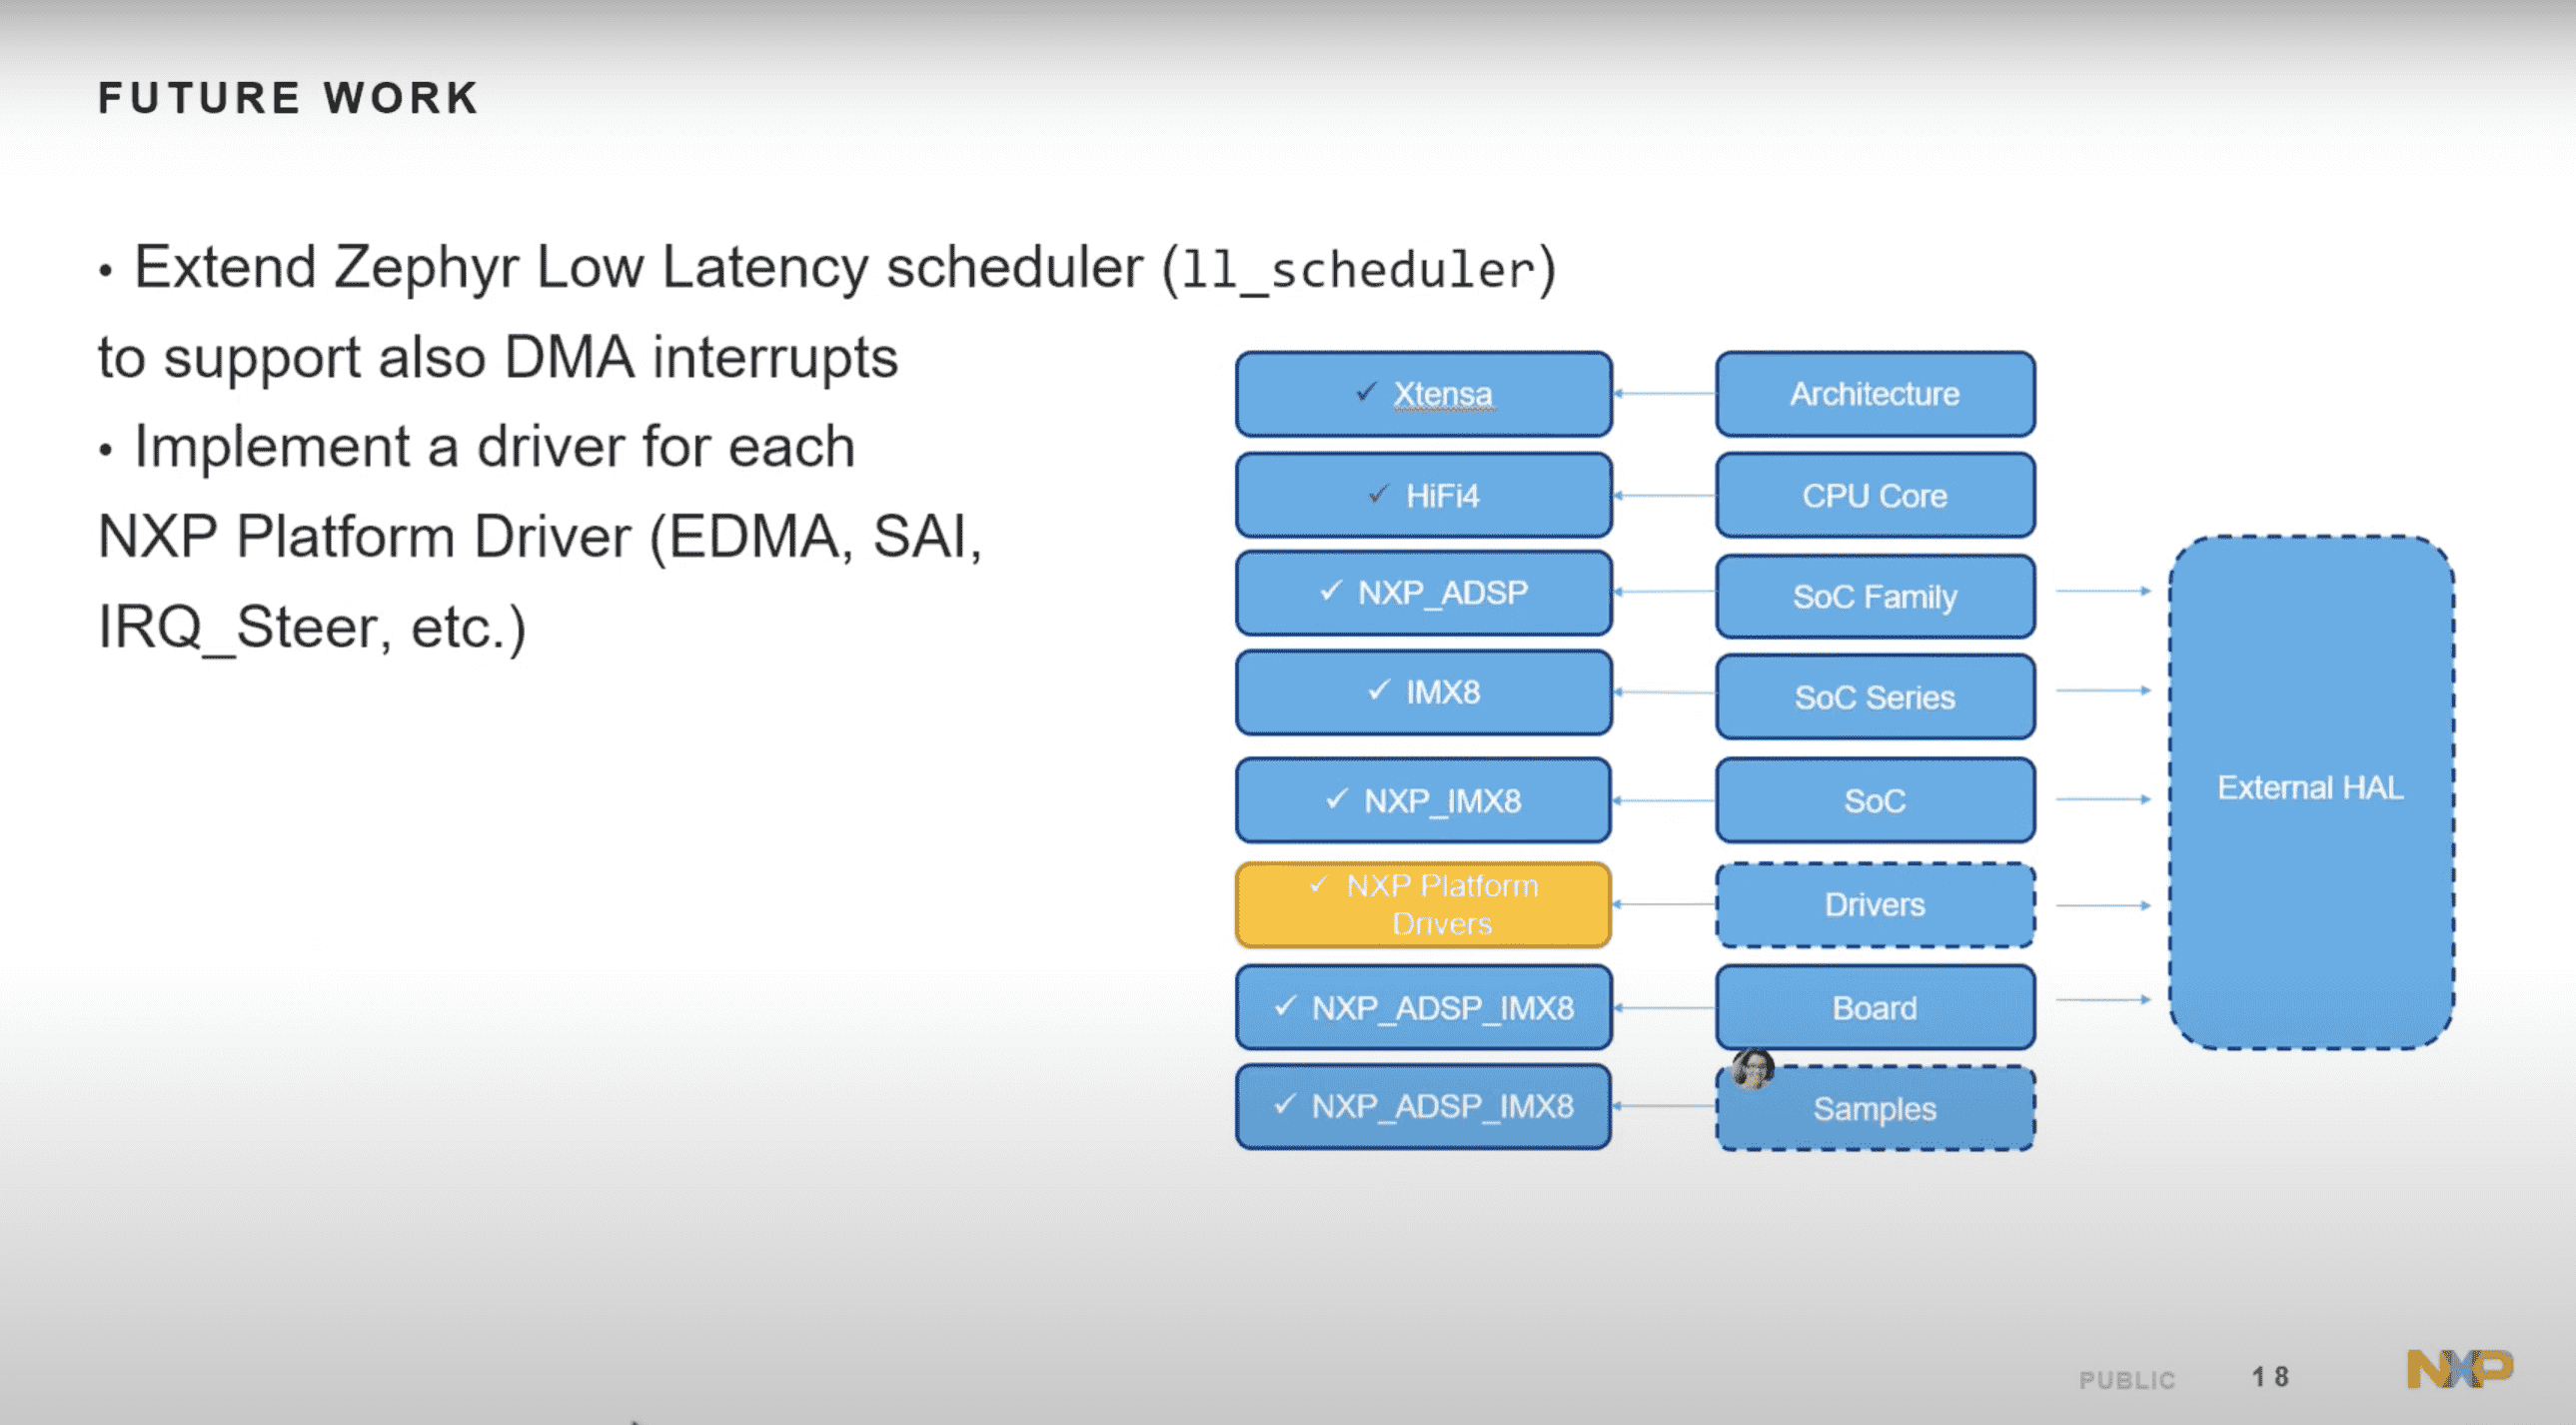 FUTURE WORK
• Extend Zephyr Low Latency scheduler (ll_scheduler)
to support also DMA interrupts
• Implement a driver for each
NXP Platform Driver (EDMA, SAI,
IRQ_Steer, etc.)
✓ Xtensa
Architecture
✓ HiFi4
CPU Core
✓ NXP_ADSP
SoC Family
✓ IMX8
SoC Series
✓ NXP_IMX8
SoC
✓ NXP Platform
Drivers
Drivers
✓ NXP_ADSP_IMX8
Board
✓ NXP_ADSP_IMX8
Samples
External HAL
PUBLIC
18
NXP